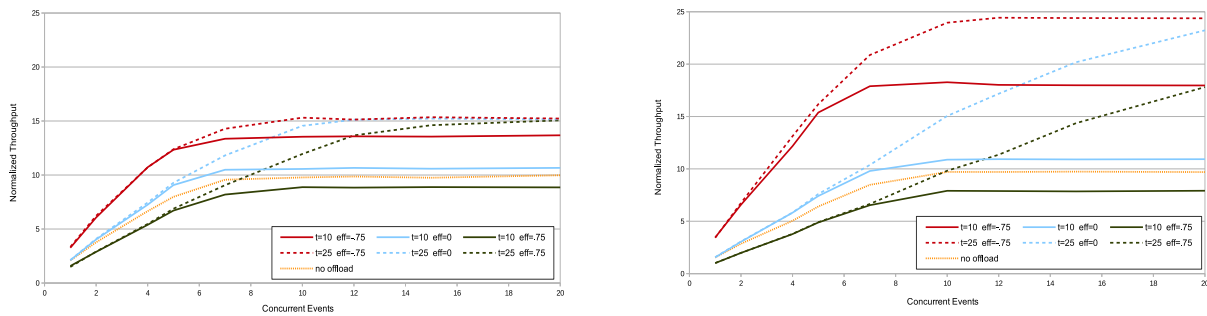 25
20
15
10
5
0
Normalized Throughput
0 2 4 6 8 10 12 14 16 18 20
Concurrent Events
t=10 eff=-.75 t=10 eff=0 t=10 eff=.75
t=25 eff=-.75 t=25 eff=0 t=25 eff=.75
no offload
25
20
15
10
5
0
Normalized Throughput
0 2 4 6 8 10 12 14 16 18 20
Concurrent Events
t=10 eff=-.75 t=10 eff=0 t=10 eff=.75
t=25 eff=-.75 t=25 eff=0 t=25 eff=.75
no offload